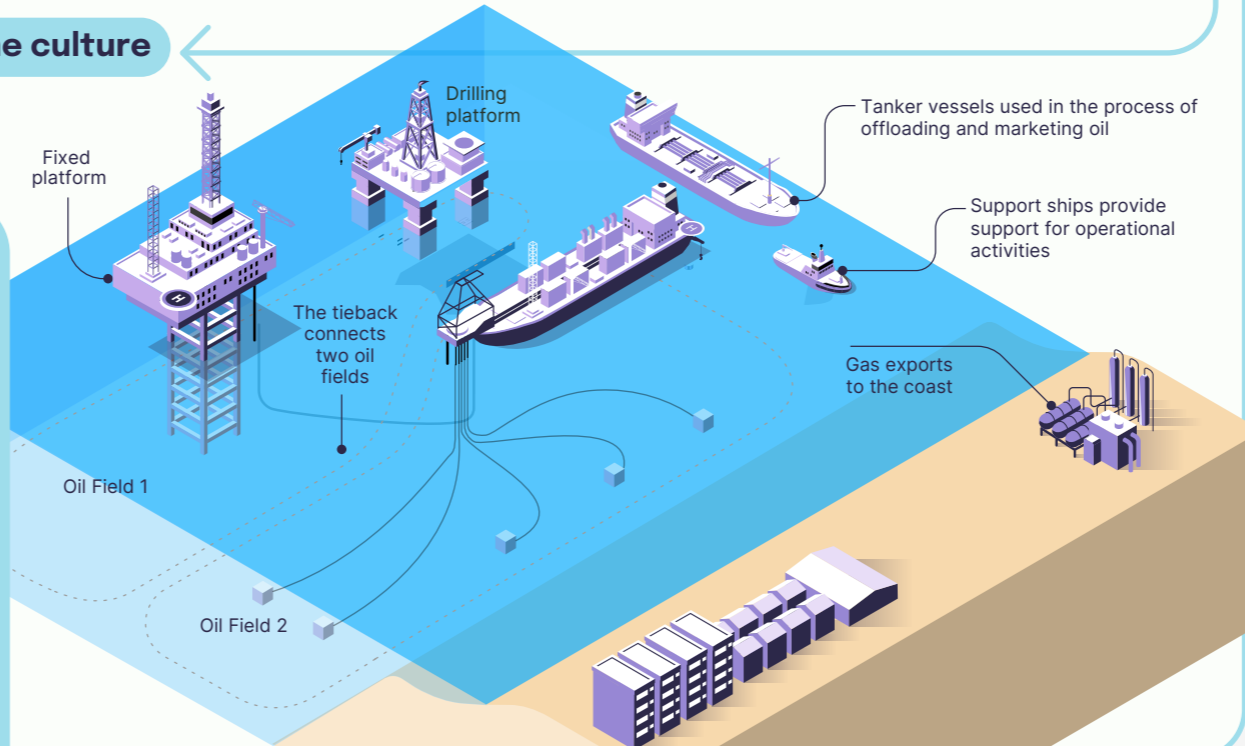 culture
Drilling
platform
Fixed
platform
Tanker vessels used in the process of
offloading and marketing oil
Support ships provide
support for operational
activities
The tieback
connects
two oil
fields
Gas exports
to the coast
Oil Field 1
Oil Field 2
H
H